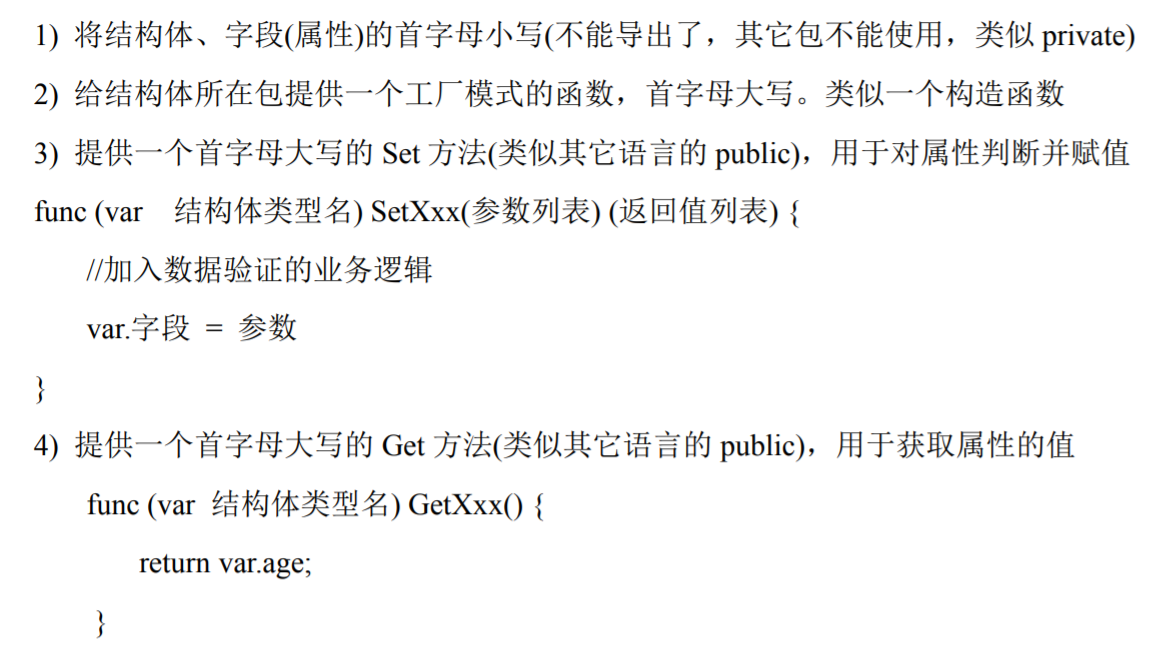 1) 将结构体、字段(属性)的首字母小写(不能导出了，其它包不能使用，类似 private)
2) 给结构体所在包提供一个工厂模式的函数，首字母大写。类似一个构造函数
3) 提供一个首字母大写的 Set 方法(类似其它语言的 public)，用于对属性判断并赋值
func (var 结构体类型名) SetXxx(参数列表) (返回值列表) {
//加入数据验证的业务逻辑
var.字段 = 参数
}
4) 提供一个首字母大写的 Get 方法(类似其它语言的 public)，用于获取属性的值
func (var 结构体类型名) GetXxx() {
return var.age;
}